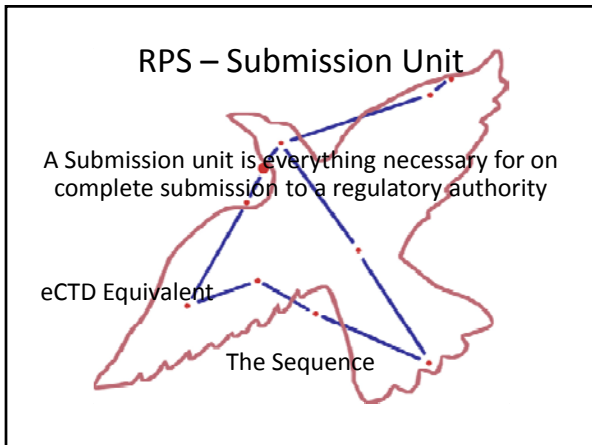 RPS – Submission Unit
A Submission unit is everything necessary for on
complete submission to a regulatory authority
eCTD Equivalent
The Sequence